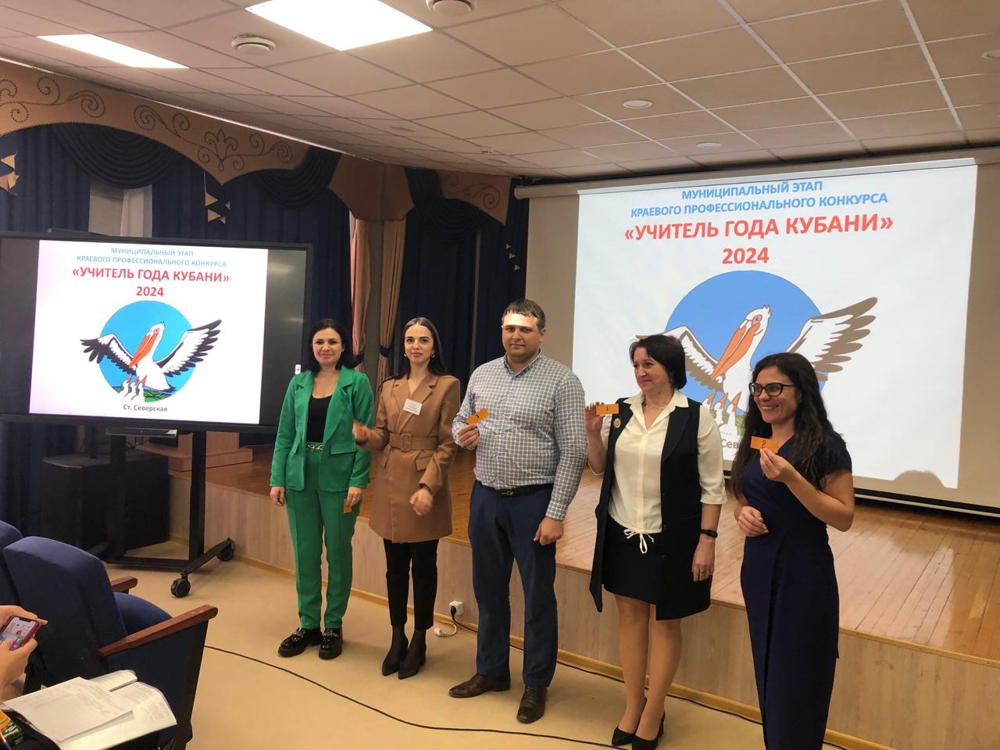 МУНИЦИПАЛЬНЫЙ ЭТАП
КРАЕВОГО ПРОФЕССИОНАЛЬНОГО КОНКУРСА
«УЧИТЕЛЬ ГОДА КУБАНИ»
2024
Ст. Северская
МУНИЦИПАЛЬНЫЙ ЭТАП
КРАЕВОГО ПРОФЕССИОНАЛЬНОГО КОНКУРСА
«УЧИТЕЛЬ ГОДА КУБАНИ»
2024
1